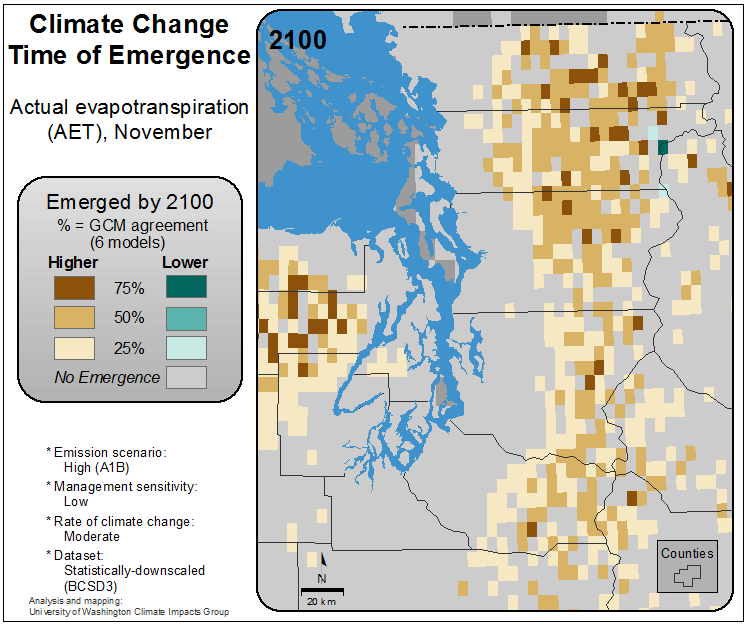 Climate Change
Time of Emergence
Actual evapotranspiration
(AET), November
Emerged by 2100
% = GCM agreement
(6 models)
Higher Lower
75%
50%
25%
No Emergence
* Emission scenario:
High (A1B)
* Management sensitivity:
Low
* Rate of climate change:
Moderate
* Dataset:
Statistically-downscaled
(BCSD3)
Analysis and mapping:
University of Washington Climate Impacts Group
2100
N
20 km
Counties